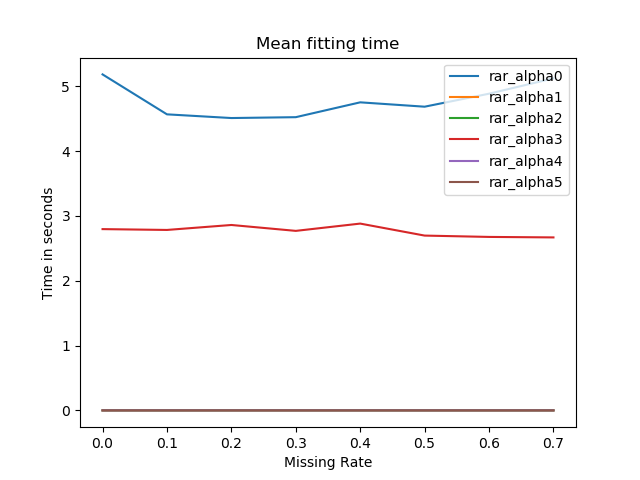 Mean fitting time
rar_alpha0
rar_alpha1
rar_alpha2
rar_alpha3
rar_alpha4
rar_alpha5
Time in seconds
5
4
3
2
1
0
0.0 0.1 0.2 0.3 0.4 0.5 0.6 0.7
Missing Rate